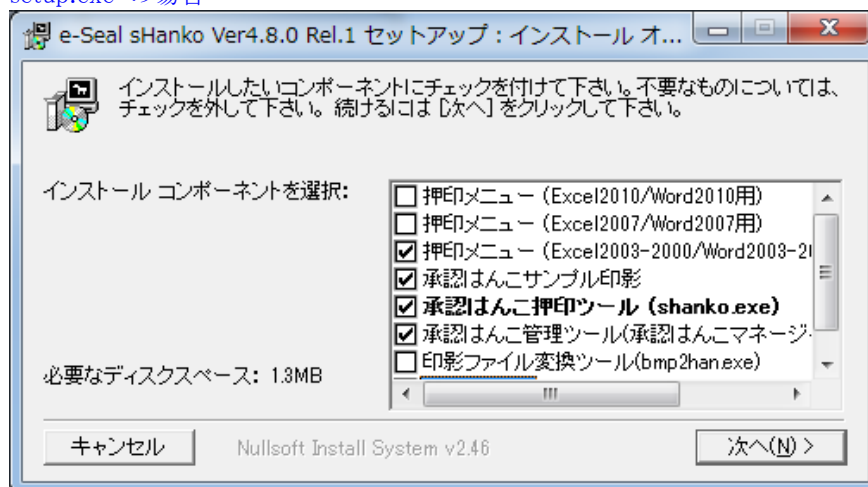 setup.exe の場合
e-Seal sHanko Ver4.8.0 Rel.1 セットアップ：インストール オ...
インストールしたいコンポーネントにチェックを付けて下さい。不要なものについては、
チェックを外して下さい。続けるには [次へ] をクリックして下さい。
インストール コンポーネントを選択:
押印メニュー (Excel2010/Word2010用)
押印メニュー (Excel2007/Word2007用)
押印メニュー (Excel2003-2000/Word2003-2
承認はんこサンプル印影
承認はんこ押印ツール (shanko.exe)
承認はんこ管理ツール(承認はんこマネージ
印影ファイル変換ツール(bmp2han.exe)
必要なディスクスペース: 1.3MB
キャンセル
Nullsoft Install System v2.46
次へ(N) >